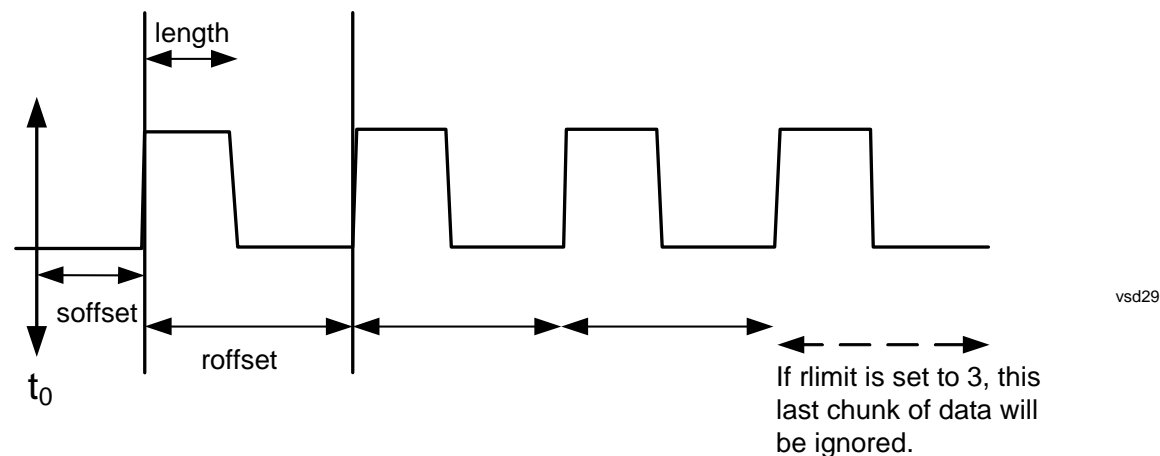 length
soffset
roffset
t₀
vsd29
If rlimit is set to 3, this
last chunk of data will
be ignored.